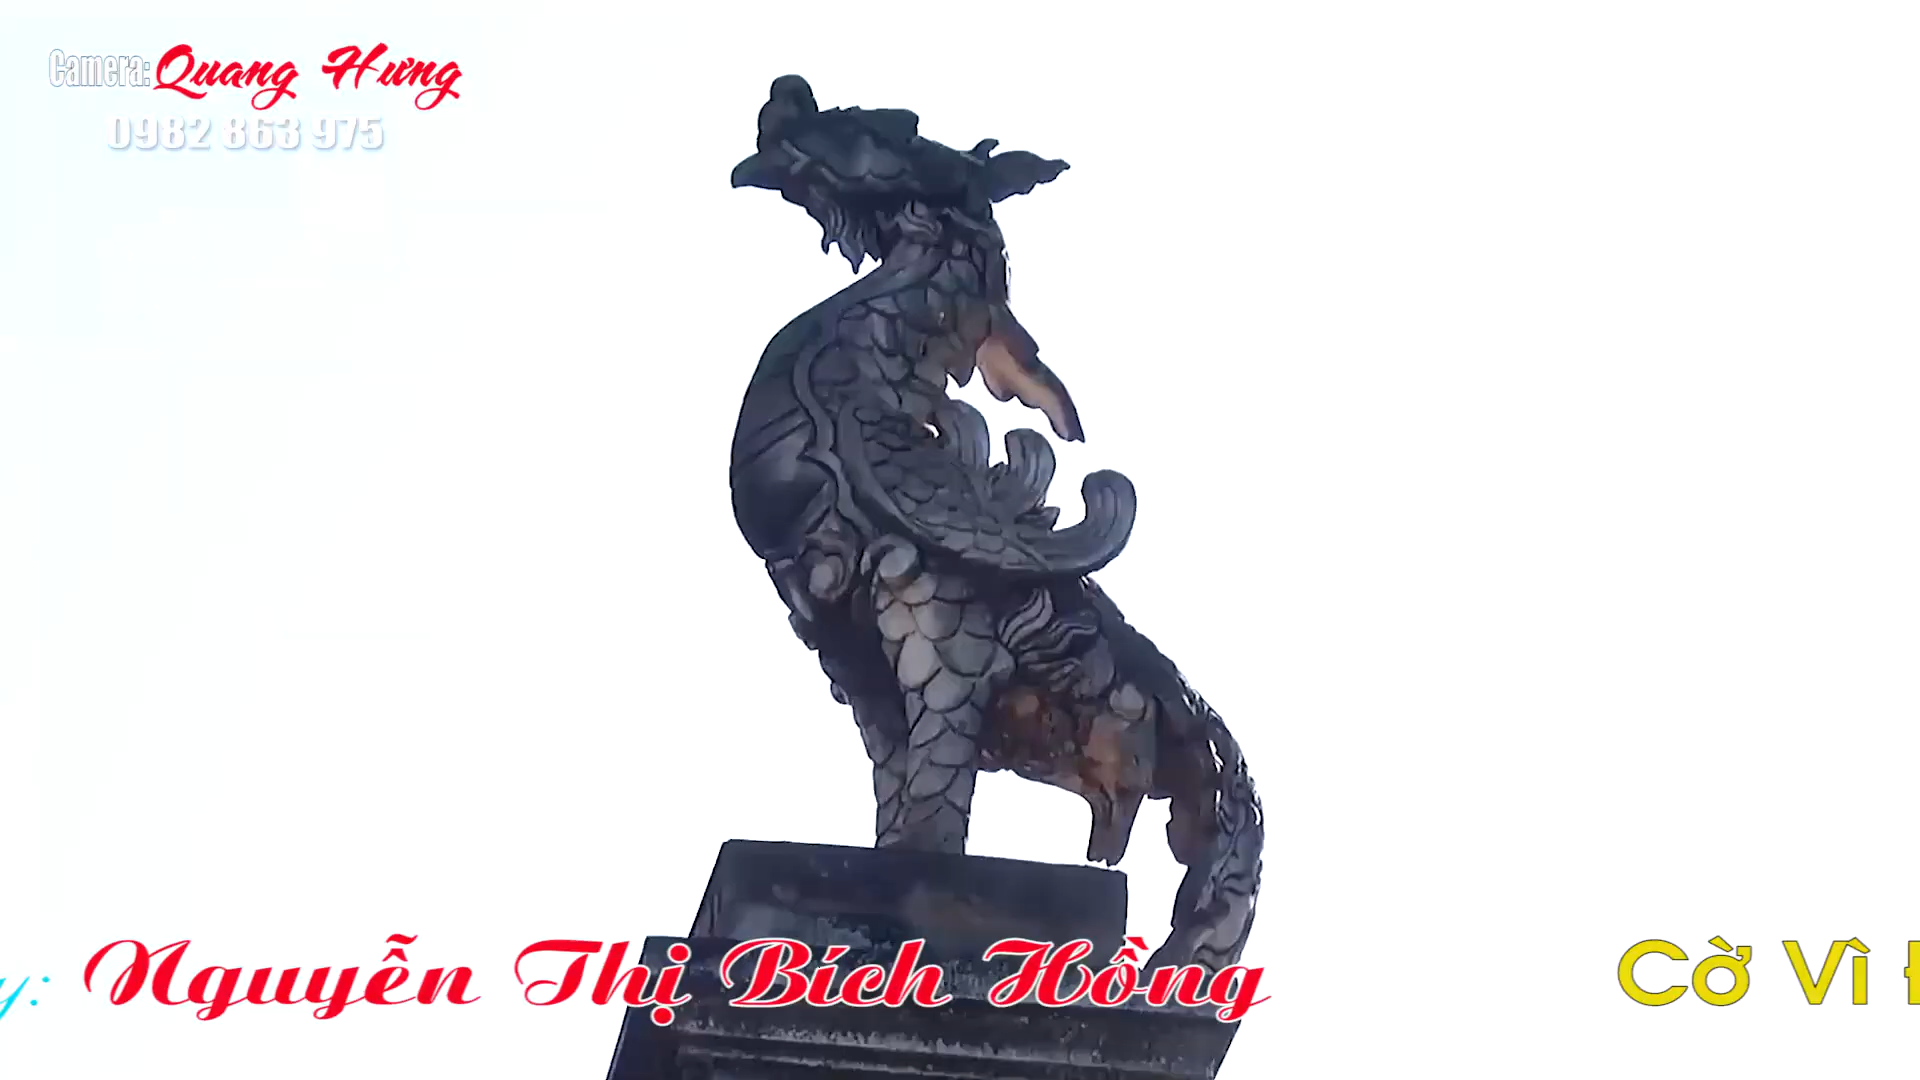 Camera: Quang Hưng
0982 863 975
y: Nguyễn Thị Bích Hồng
Cờ Vì